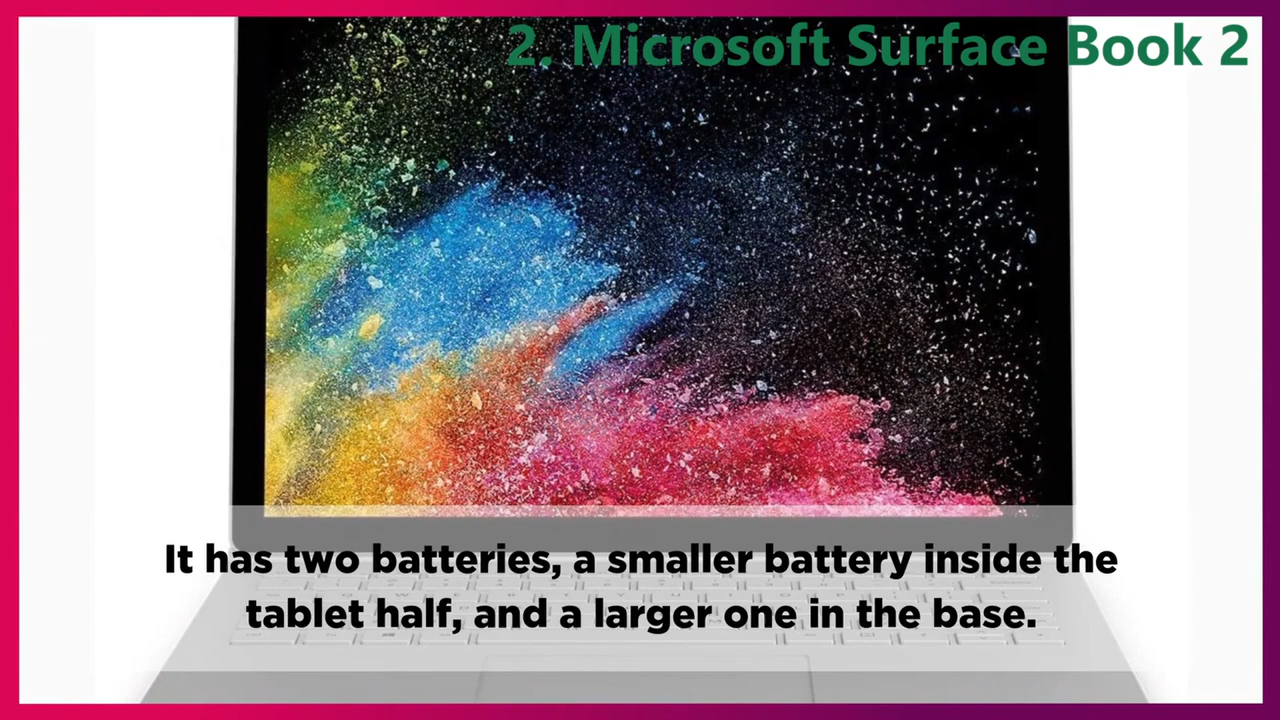 2. Microsoft Surface Book 2
It has two batteries, a smaller battery inside the
tablet half, and a larger one in the base.